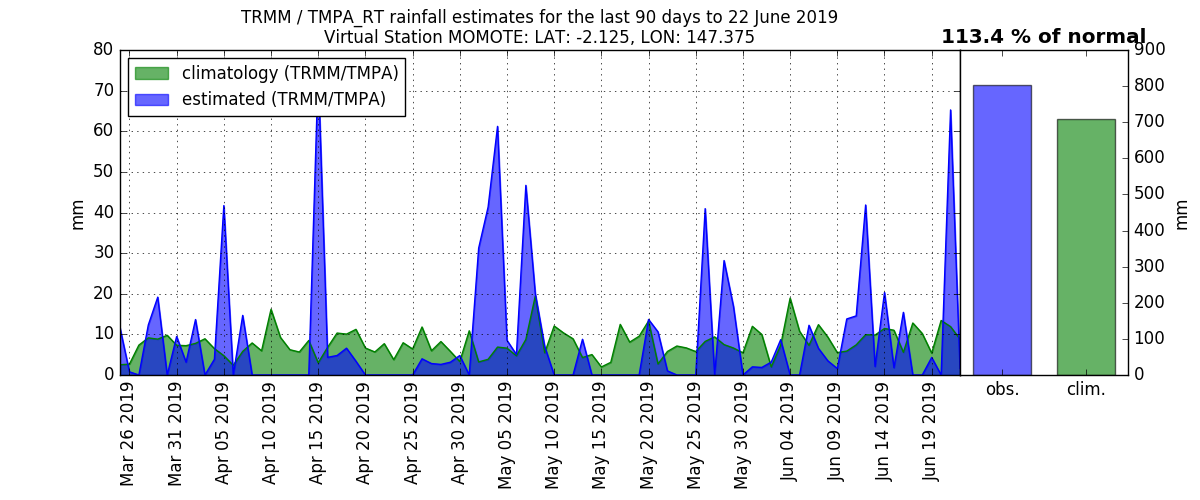 TRMM / TMPA_RT rainfall estimates for the last 90 days to 22 June 2019
Virtual Station MOMOTE: LAT: -2.125, LON: 147.375
113.4 % of normal
climatology (TRMM/TMPA)
estimated (TRMM/TMPA)
mm
80
70
60
50
40
30
20
10
0
Mar 26 2019
Mar 31 2019
Apr 05 2019
Apr 10 2019
Apr 15 2019
Apr 20 2019
Apr 25 2019
Apr 30 2019
May 05 2019
May 10 2019
May 15 2019
May 20 2019
May 25 2019
May 30 2019
Jun 04 2019
Jun 09 2019
Jun 14 2019
Jun 19 2019
obs.
clim.
900
800
700
600
500
400
300
200
100
0
mm